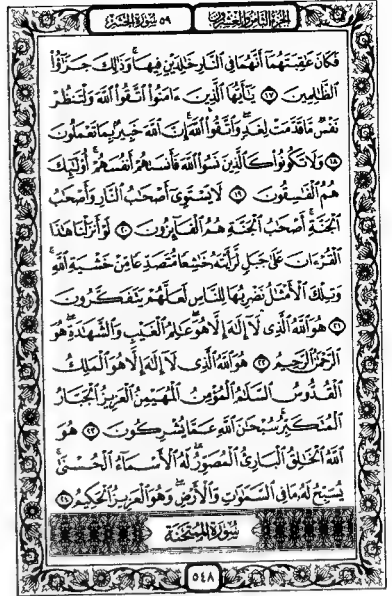 الجزء الثامن والعشرون ٥٩ سورة الحشر
فَكَانَ عَٰقِبَتَهُمَآ أَنَّهُمَا فِي ٱلنَّارِ خَٰلِدَيْنِ فِيهَاۚ وَذَٰلِكَ جَزَٰٓؤُاْ
ٱلظَّٰلِمِينَ ١٧ يَٰٓأَيُّهَا ٱلَّذِينَ ءَامَنُواْ ٱتَّقُواْ ٱللَّهَ وَلْتَنظُرْ
نَفْسٌ مَّا قَدَّمَتْ لِغَدٍۖ وَٱتَّقُواْ ٱللَّهَۚ إِنَّ ٱللَّهَ خَبِيرُۢ بِمَا تَعْمَلُونَ
١٨ وَلَا تَكُونُواْ كَٱلَّذِينَ نَسُواْ ٱللَّهَ فَأَنسَىٰهُمْ أَنفُسَهُمْۚ أُوْلَٰٓئِكَ
هُمُ ٱلْفَٰسِقُونَ ١٩ لَا يَسْتَوِيٓ أَصْحَٰبُ ٱلنَّارِ وَأَصْحَٰبُ
ٱلْجَنَّةِۚ أَصْحَٰبُ ٱلْجَنَّةِ هُمُ ٱلْفَآئِزُونَ ٢٠ لَوْ أَنزَلْنَا هَٰذَا
ٱلْقُرْءَانَ عَلَىٰ جَبَلٍ لَّرَأَيْتَهُۥ خَٰشِعًا مُّتَصَدِّعًا مِّنْ خَشْيَةِ ٱللَّهِۚ
وَتِلْكَ ٱلْأَمْثَٰلُ نَضْرِبُهَا لِلنَّاسِ لَعَلَّهُمْ يَتَفَكَّرُونَ
٢١ هُوَ ٱللَّهُ ٱلَّذِي لَآ إِلَٰهَ إِلَّا هُوَۖ عَٰلِمُ ٱلْغَيْبِ وَٱلشَّهَٰدَةِۖ هُوَ
ٱلرَّحْمَٰنُ ٱلرَّحِيمُ ٢٢ هُوَ ٱللَّهُ ٱلَّذِي لَآ إِلَٰهَ إِلَّا هُوَ ٱلْمَلِكُ
ٱلْقُدُّوسُ ٱلسَّلَٰمُ ٱلْمُؤْمِنُ ٱلْمُهَيْمِنُ ٱلْعَزِيزُ ٱلْجَبَّارُ
ٱلْمُتَكَبِّرُۚ سُبْحَٰنَ ٱللَّهِ عَمَّا يُشْرِكُونَ ٢٣ هُوَ
ٱللَّهُ ٱلْخَٰلِقُ ٱلْبَارِئُ ٱلْمُصَوِّرُۖ لَهُ ٱلْأَسْمَآءُ ٱلْحُسْنَىٰۚ
يُسَبِّحُ لَهُۥ مَا فِي ٱلسَّمَٰوَٰتِ وَٱلْأَرْضِۖ وَهُوَ ٱلْعَزِيزُ ٱلْحَكِيمُ ٢٤
سورة الممتحنة
٥٤٨